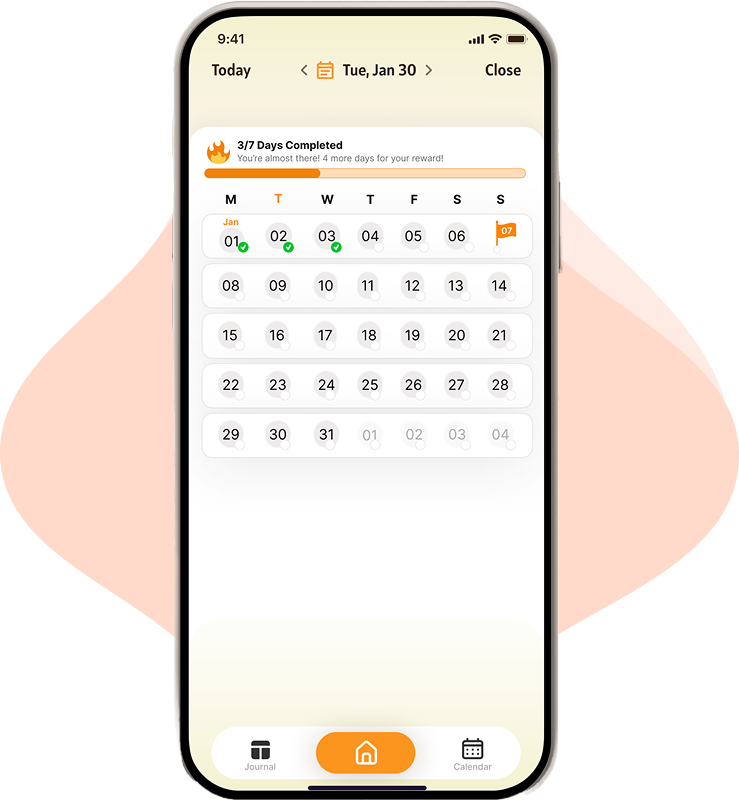 9:41
Today Tue, Jan 30 Close
3/7 Days Completed
You're almost there! 4 more days for your reward!
M T W T F S S
Jan
01 02 03 04 05 06 07
08 09 10 11 12 13 14
15 16 17 18 19 20 21
22 23 24 25 26 27 28
29 30 31 01 02 03 04
Journal Calendar